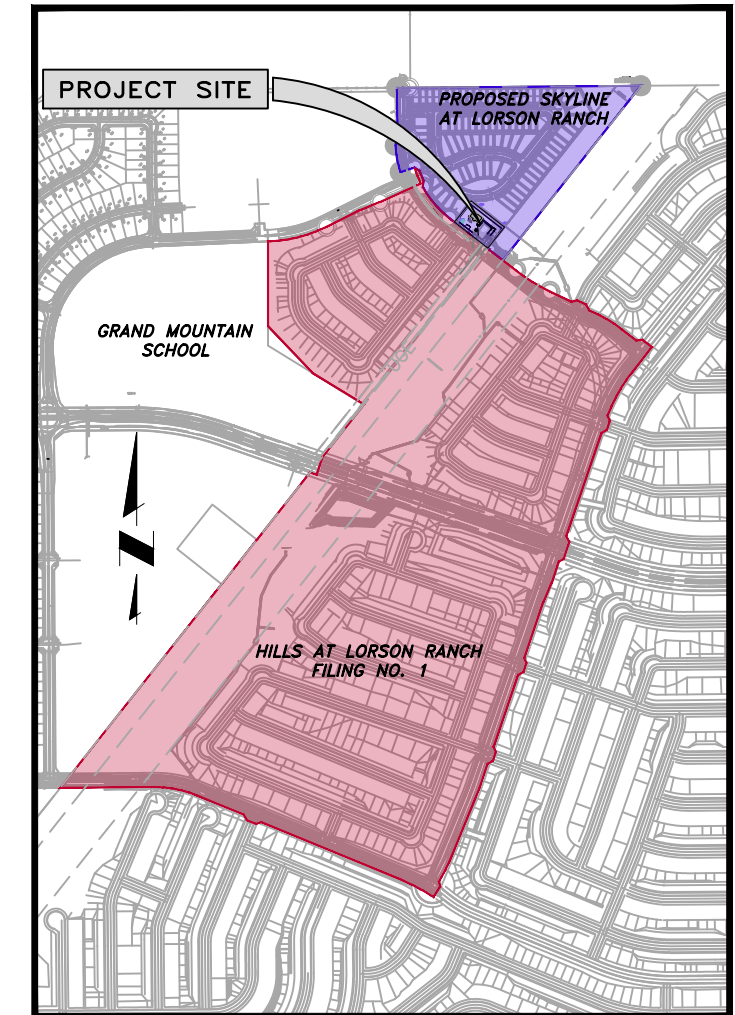 PROJECT SITE
PROPOSED SKYLINE
AT LORSON RANCH
GRAND MOUNTAIN
SCHOOL
HILLS AT LORSON RANCH
FILING NO. 1